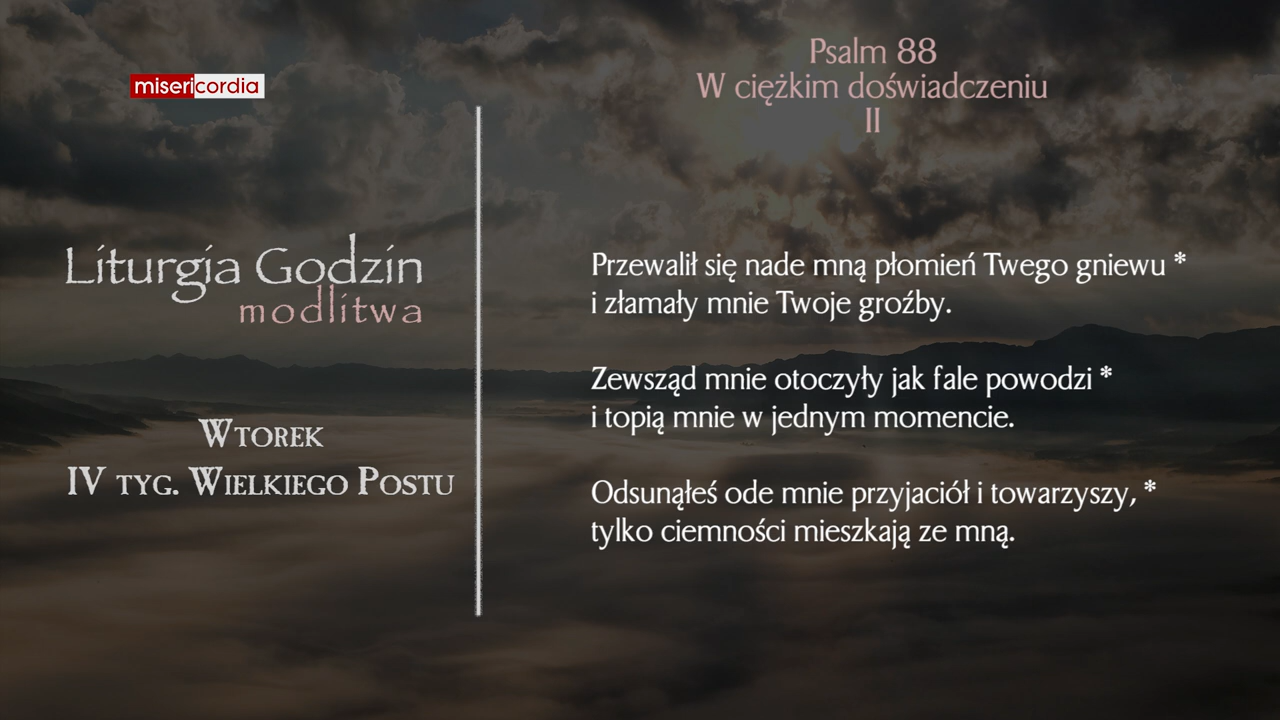 misericordia
Liturgia Godzin
modlitwa
Wtorek
IV tyg. Wielkiego Postu
Psalm 88
W ciężkim doświadczeniu
II
Przewalił się nade mną płomień Twego gniewu *
i złamały mnie Twoje groźby.
Zewsząd mnie otoczyły jak fale powodzi *
i topią mnie w jednym momencie.
Odsunąłeś ode mnie przyjaciół i towarzyszy, *
tylko ciemności mieszkają ze mną.